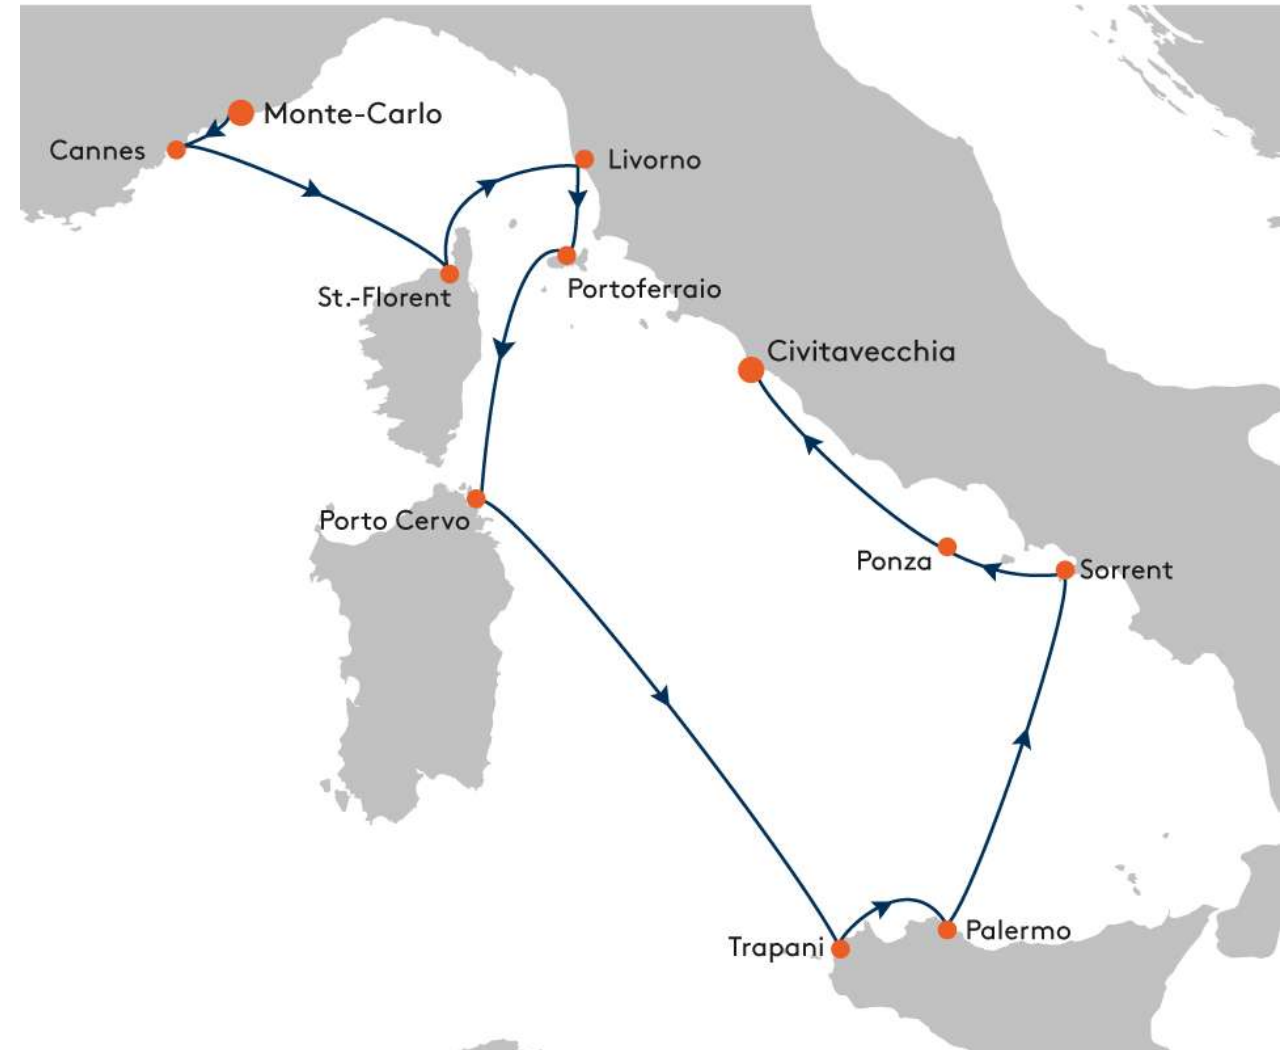 Monte-Carlo
Cannes
Livorno
St.-Florent
Portoferraio
Civitavecchia
Porto Cervo
Ponza
Sorrent
Palermo
Trapani